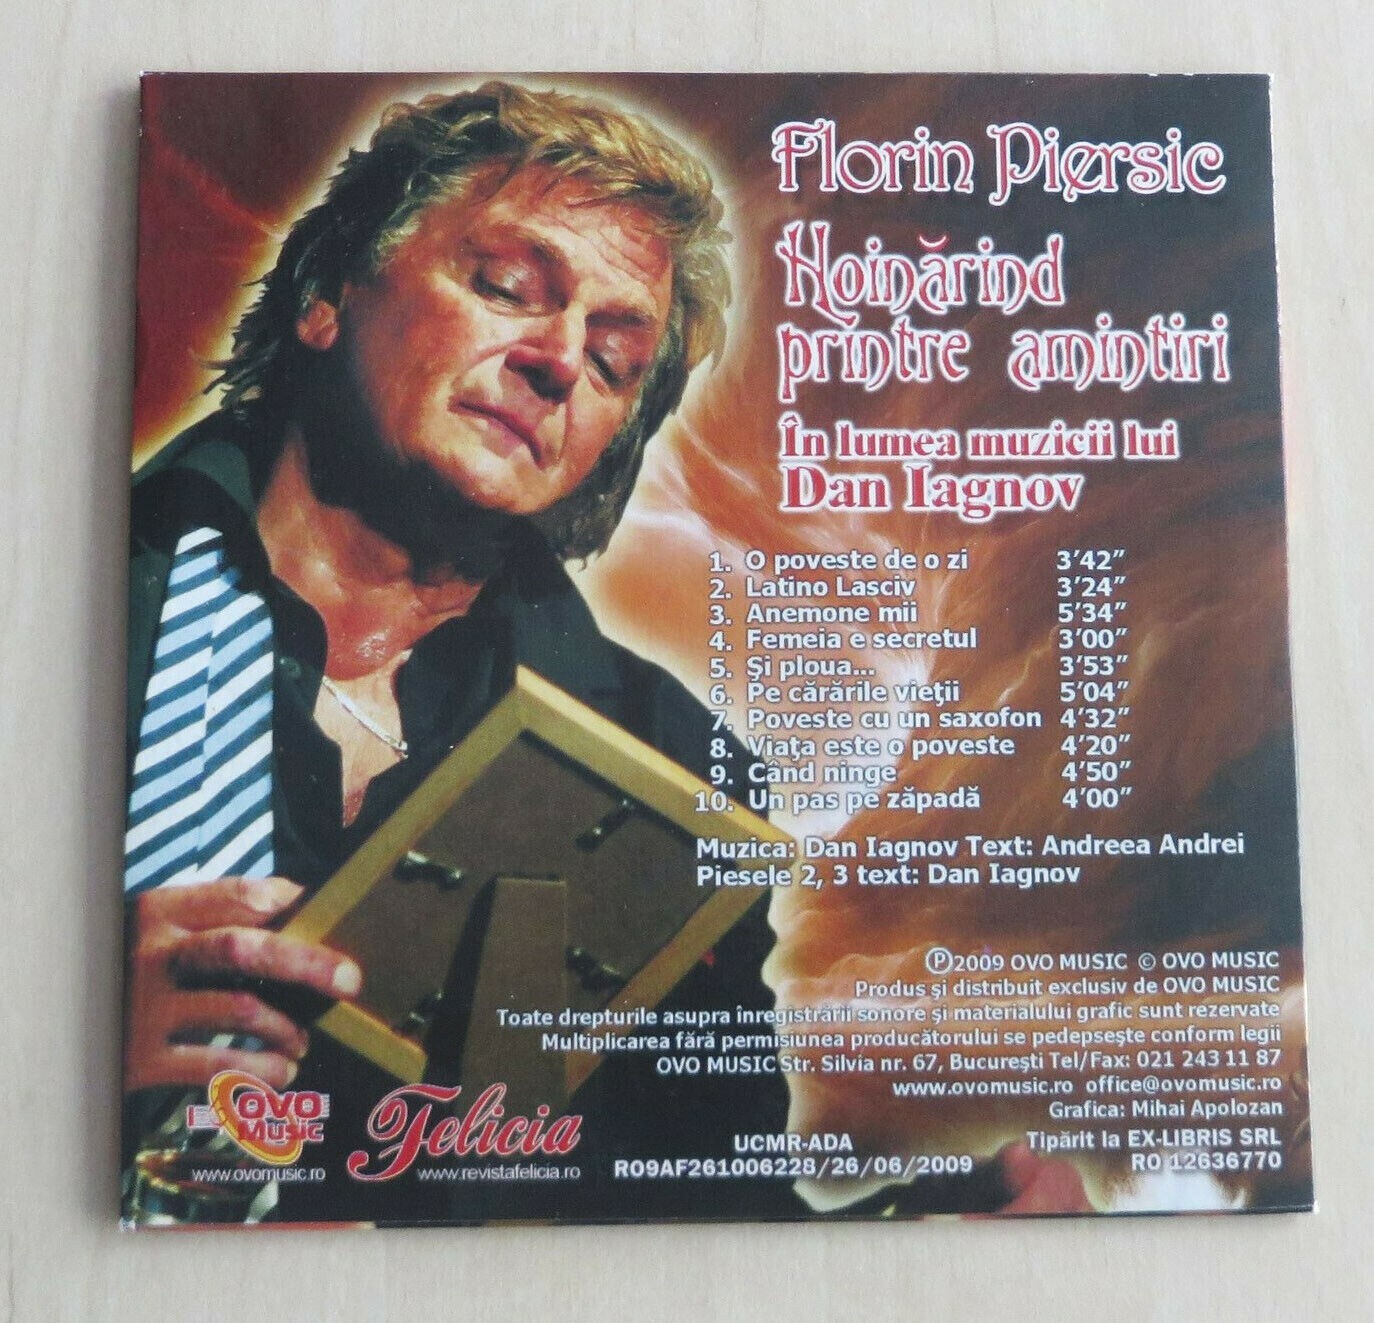 Florin Piersic
Hoinărind
printre amintiri
În lumea muzicii lui
Dan Iagnov
1. O poveste de o zi 3'42"
2. Latino Lasciv 3'24"
3. Anemone mii 5'34"
4. Femeia e secretul 3'00"
5. Şi ploua... 3'53"
6. Pe cărările vieţii 5'04"
7. Poveste cu un saxofon 4'32"
8. Viaţa este o poveste 4'20"
9. Când ninge 4'50"
10. Un pas pe zăpadă 4'00"
Muzica: Dan Iagnov Text: Andreea Andrei
Piesele 2, 3 text: Dan Iagnov
℗2009 OVO MUSIC © OVO MUSIC
Produs şi distribuit exclusiv de OVO MUSIC
Toate drepturile asupra înregistrării sonore şi materialului grafic sunt rezervate
Multiplicarea fără permisiunea producătorului se pedepseşte conform legii
OVO MUSIC Str. Silvia nr. 67, Bucureşti Tel/Fax: 021 243 11 87
www.ovomusic.ro office@ovomusic.ro
Grafica: Mihai Apolozan
OVO
Music
www.ovomusic.ro
Felicia
www.revistafelicia.ro
UCMR-ADA
RO9AF261006228/26/06/2009
Tipărit la EX-LIBRIS SRL
RO 12636770